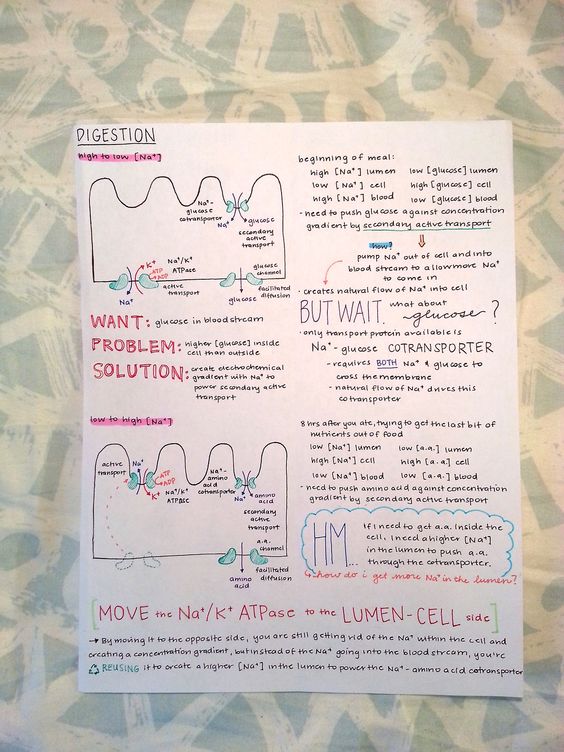 DIGESTION
high to low [Na⁺]
Na⁺-
glucose
cotransporter
Na⁺
glucose
secondary
active
transport
K⁺
ATP
ADP
Na⁺/K⁺
ATPase
Na⁺
active
transport
glucose
channel
glucose
facilitated
diffusion
WANT: glucose in bloodstream
PROBLEM: higher [glucose] inside
cell than outside
SOLUTION: create electrochemical
gradient with Na⁺ to
power secondary active
transport
beginning of meal:
high [Na⁺] lumen low [glucose] lumen
low [Na⁺] cell high [glucose] cell
high [Na⁺] blood low [glucose] blood
- need to push glucose against concentration
gradient by secondary active transport
how?
pump Na⁺ out of cell and into
blood stream to allow more Na⁺
to come in
· creates natural flow of Na⁺ into cell
BUT WAIT. what about
glucose?
· only transport protein available is
Na⁺-glucose COTRANSPORTER
- requires BOTH Na⁺ & glucose to
cross the membrane
- natural flow of Na⁺ drives this
cotransporter
low to high [Na⁺]
active
transport
Na⁺
ATP
ADP
K⁺
Na⁺/K⁺
ATPase
Na⁺-
amino
acid
cotransporter
Na⁺
amino
acid
secondary
active
transport
a.a.
channel
amino
acid
facilitated
diffusion
8 hrs after you ate, trying to get the last bit of
nutrients out of food
low [Na⁺] lumen low [a.a.] lumen
high [Na⁺] cell high [a.a.] cell
low [Na⁺] blood low [a.a.] blood
· need to push amino acid against concentration
gradient by secondary active transport
HM...
If I need to get a.a. inside the
cell, I need a higher [Na⁺]
in the lumen to push a.a.
through the cotransporter.
↳ how do i get more Na⁺ in the lumen?
[MOVE the Na⁺/K⁺ ATPase to the LUMEN-CELL side]
→ By moving it to the opposite side, you are still getting rid of the Na⁺ within the cell and
creating a concentration gradient, but instead of the Na⁺ going into the blood stream, you're
REUSING it to create a higher [Na⁺] in the lumen to power the Na⁺-amino acid cotransporter